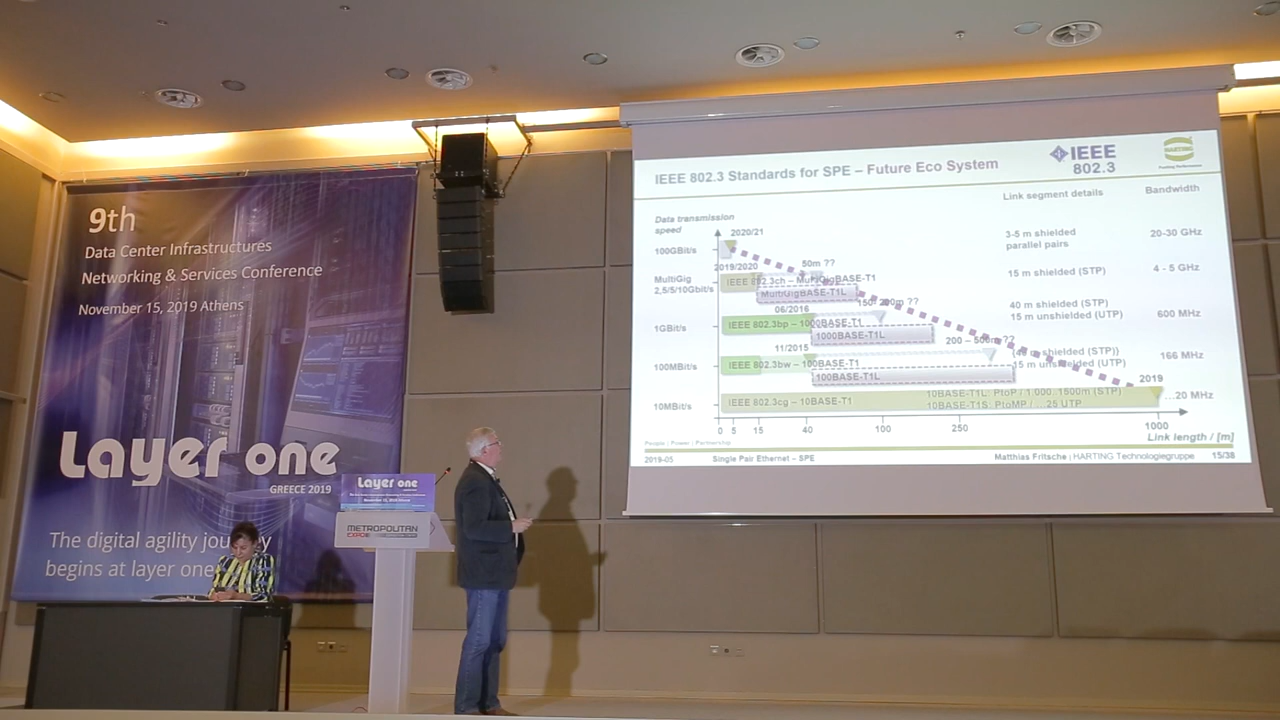 9th
Data Center Infrastructures
Networking & Services Conference
November 15, 2019 Athens
Layer one
GREECE 2019
The digital agility
begins at layer one
Layer one
METROPOLITAN
EXPO
IEEE 802.3 Standards for SPE – Future Eco System
IEEE
802.3
HARTING
Pushing Performance
Link segment details
Bandwidth
Data transmission
speed
2020/21
100GBit/s
3-5 m shielded
parallel pairs
20-30 GHz
2019/2020
50m ??
MultiGig
2,5/5/10Gbit/s
IEEE 802.3ch – MultiGigBASE-T1
MultiGigBASE-T1L
15 m shielded (STP)
4 - 5 GHz
06/2016
150 - 200m ??
1GBit/s
IEEE 802.3bp – 1000BASE-T1
1000BASE-T1L
40 m shielded (STP)
15 m unshielded (UTP)
600 MHz
11/2015
200 – 500m ??
100MBit/s
IEEE 802.3bw – 100BASE-T1
100BASE-T1L
(40 m shielded (STP))
15 m unshielded (UTP)
166 MHz
2019
10MBit/s
IEEE 802.3cg – 10BASE-T1
10BASE-T1L: PtoP / 1.000..1500m (STP)
10BASE-T1S: PtoMP / …25 UTP
…20 MHz
0 5 15 40 100 250 1000
Link length / [m]
People | Power | Partnership
2019-05
Single Pair Ethernet – SPE
Matthias Fritsche | HARTING Technologiegruppe
15/38